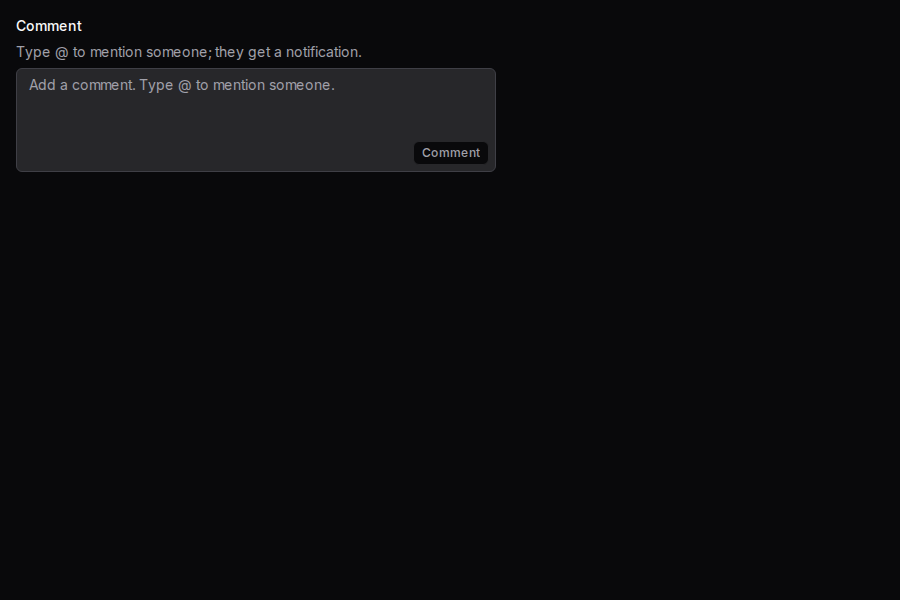 Comment
Type @ to mention someone; they get a notification.
Add a comment. Type @ to mention someone.
Comment